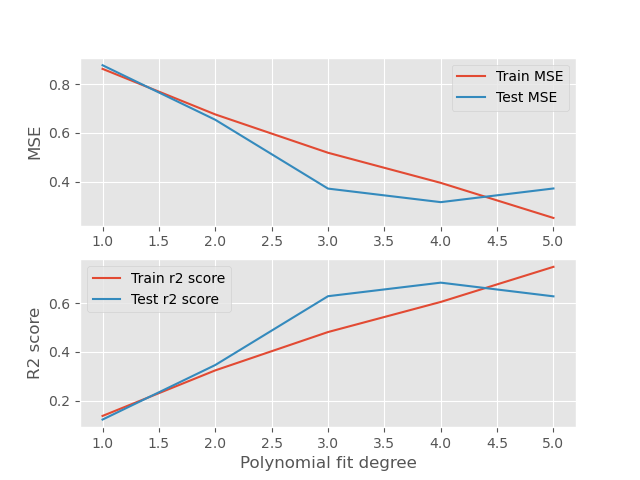 MSE
0.8
0.6
0.4
Train MSE
Test MSE
1.0 1.5 2.0 2.5 3.0 3.5 4.0 4.5 5.0
R2 score
0.6
0.4
0.2
Train r2 score
Test r2 score
1.0 1.5 2.0 2.5 3.0 3.5 4.0 4.5 5.0
Polynomial fit degree